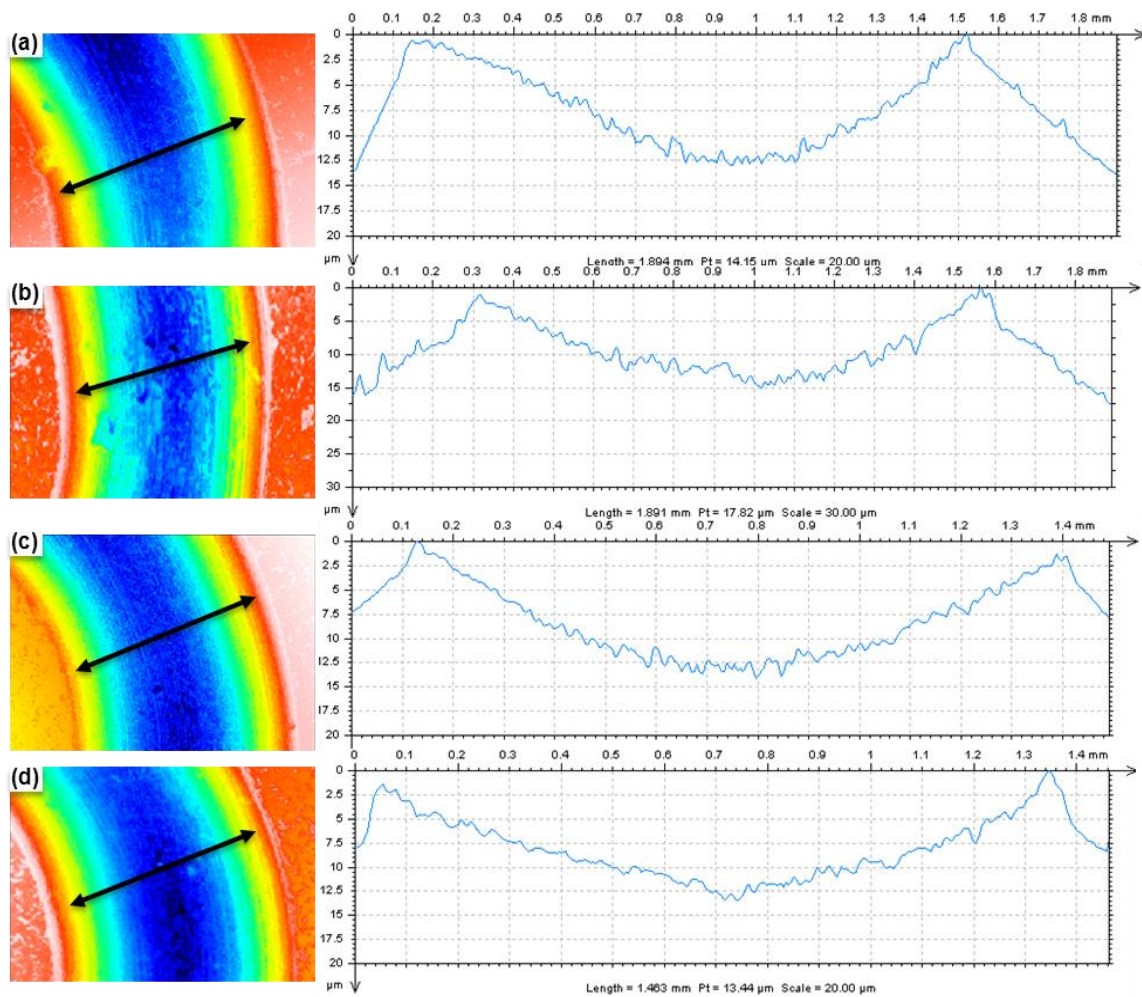 (a)
0 0.1 0.2 0.3 0.4 0.5 0.6 0.7 0.8 0.9 1 1.1 1.2 1.3 1.4 1.5 1.6 1.7 1.8 mm
0
2.5
5
7.5
10
12.5
15
17.5
20
µm
Length = 1.894 mm Pt = 14.15 um Scale = 20.00 um
(b)
0 0.1 0.2 0.3 0.4 0.5 0.6 0.7 0.8 0.9 1 1.1 1.2 1.3 1.4 1.5 1.6 1.7 1.8 mm
0
5
10
15
20
25
30
µm
Length = 1.891 mm Pt = 17.82 µm Scale = 30.00 µm
(c)
0 0.1 0.2 0.3 0.4 0.5 0.6 0.7 0.8 0.9 1 1.1 1.2 1.3 1.4 mm
0
2.5
5
7.5
10
12.5
15
17.5
20
(d)
0 0.1 0.2 0.3 0.4 0.5 0.6 0.7 0.8 0.9 1 1.1 1.2 1.3 1.4 mm
0
2.5
5
7.5
10
12.5
15
17.5
20
µm
Length = 1.463 mm Pt = 13.44 µm Scale = 20.00 µm